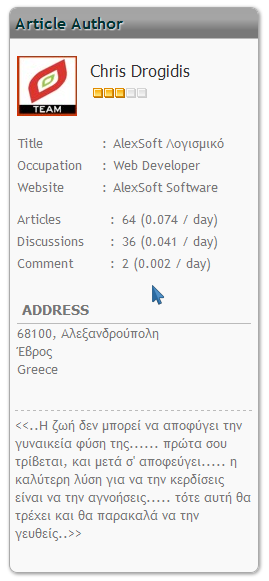 Article Author
TEAM
Chris Drogidis
Title : AlexSoft Λογισμικό
Occupation : Web Developer
Website : AlexSoft Software
Articles : 64 (0.074 / day)
Discussions : 36 (0.041 / day)
Comment : 2 (0.002 / day)
ADDRESS
68100, Αλεξανδρούπολη
Έβρος
Greece
<<..Η ζωή δεν μπορεί να αποφύγει την
γυναικεία φύση της...... πρώτα σου
τρίβεται, και μετά σ' αποφεύγει..... η
καλύτερη λύση για να την κερδίσεις
είναι να την αγνοήσεις..... τότε αυτή θα
τρέχει και θα παρακαλά να την
γευθείς..>>